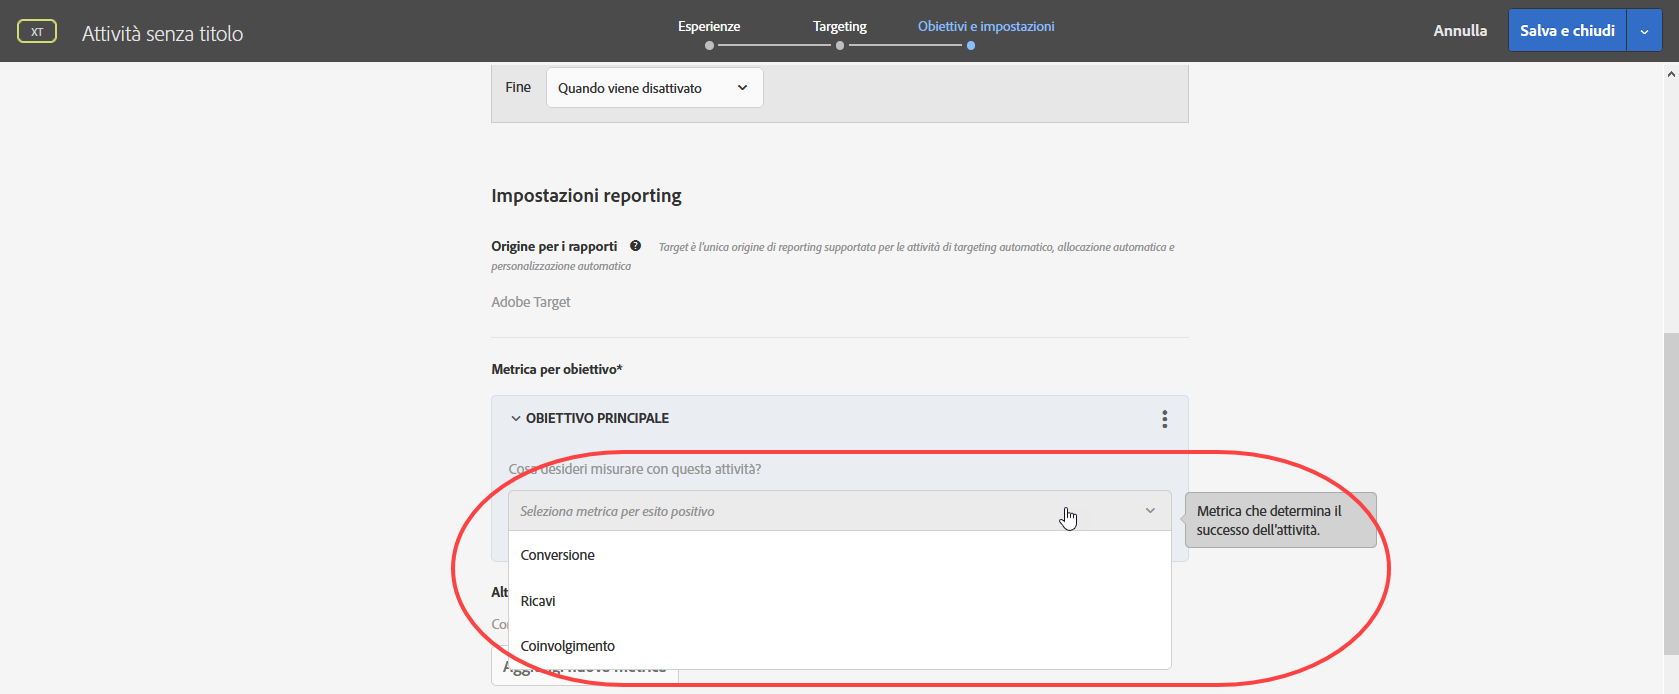 XT
Attività senza titolo
Esperienze
Targeting
Obiettivi e impostazioni
Annulla
Salva e chiudi
Fine
Quando viene disattivato
Impostazioni reporting
Origine per i rapporti ? Target è l'unica origine di reporting supportata per le attività di targeting automatico, allocazione automatica e
personalizzazione automatica
Adobe Target
Metrica per obiettivo*
OBIETTIVO PRINCIPALE
Cosa desideri misurare con questa attività?
Seleziona metrica per esito positivo
Metrica che determina il
successo dell'attività.
Conversione
Ricavi
Coinvolgimento